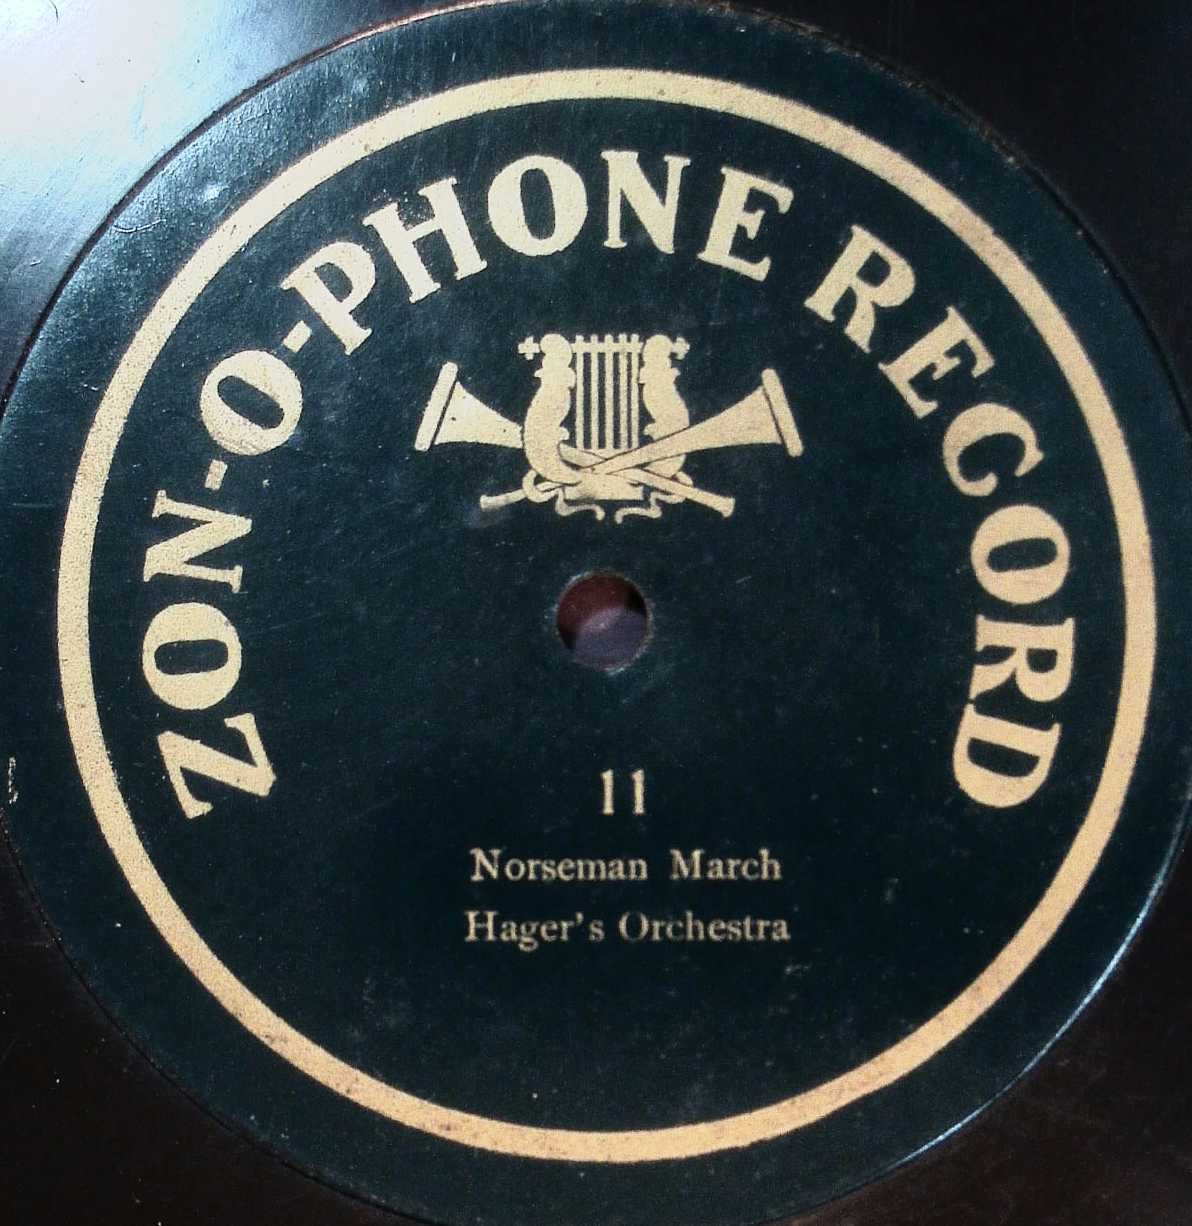 ZON-O-PHONE RECORD
11
Norseman March
Hager's Orchestra